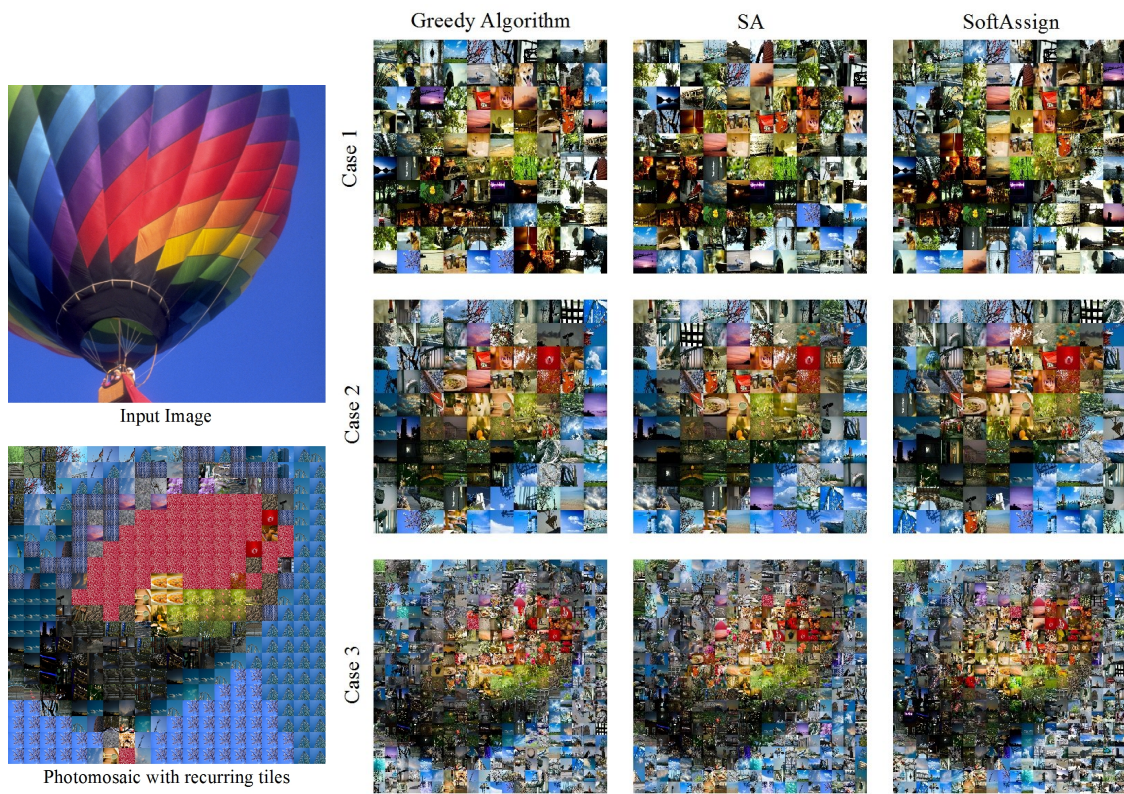 Greedy Algorithm
SA
SoftAssign
Case 1
Input Image
Case 2
Photomosaic with recurring tiles
Case 3